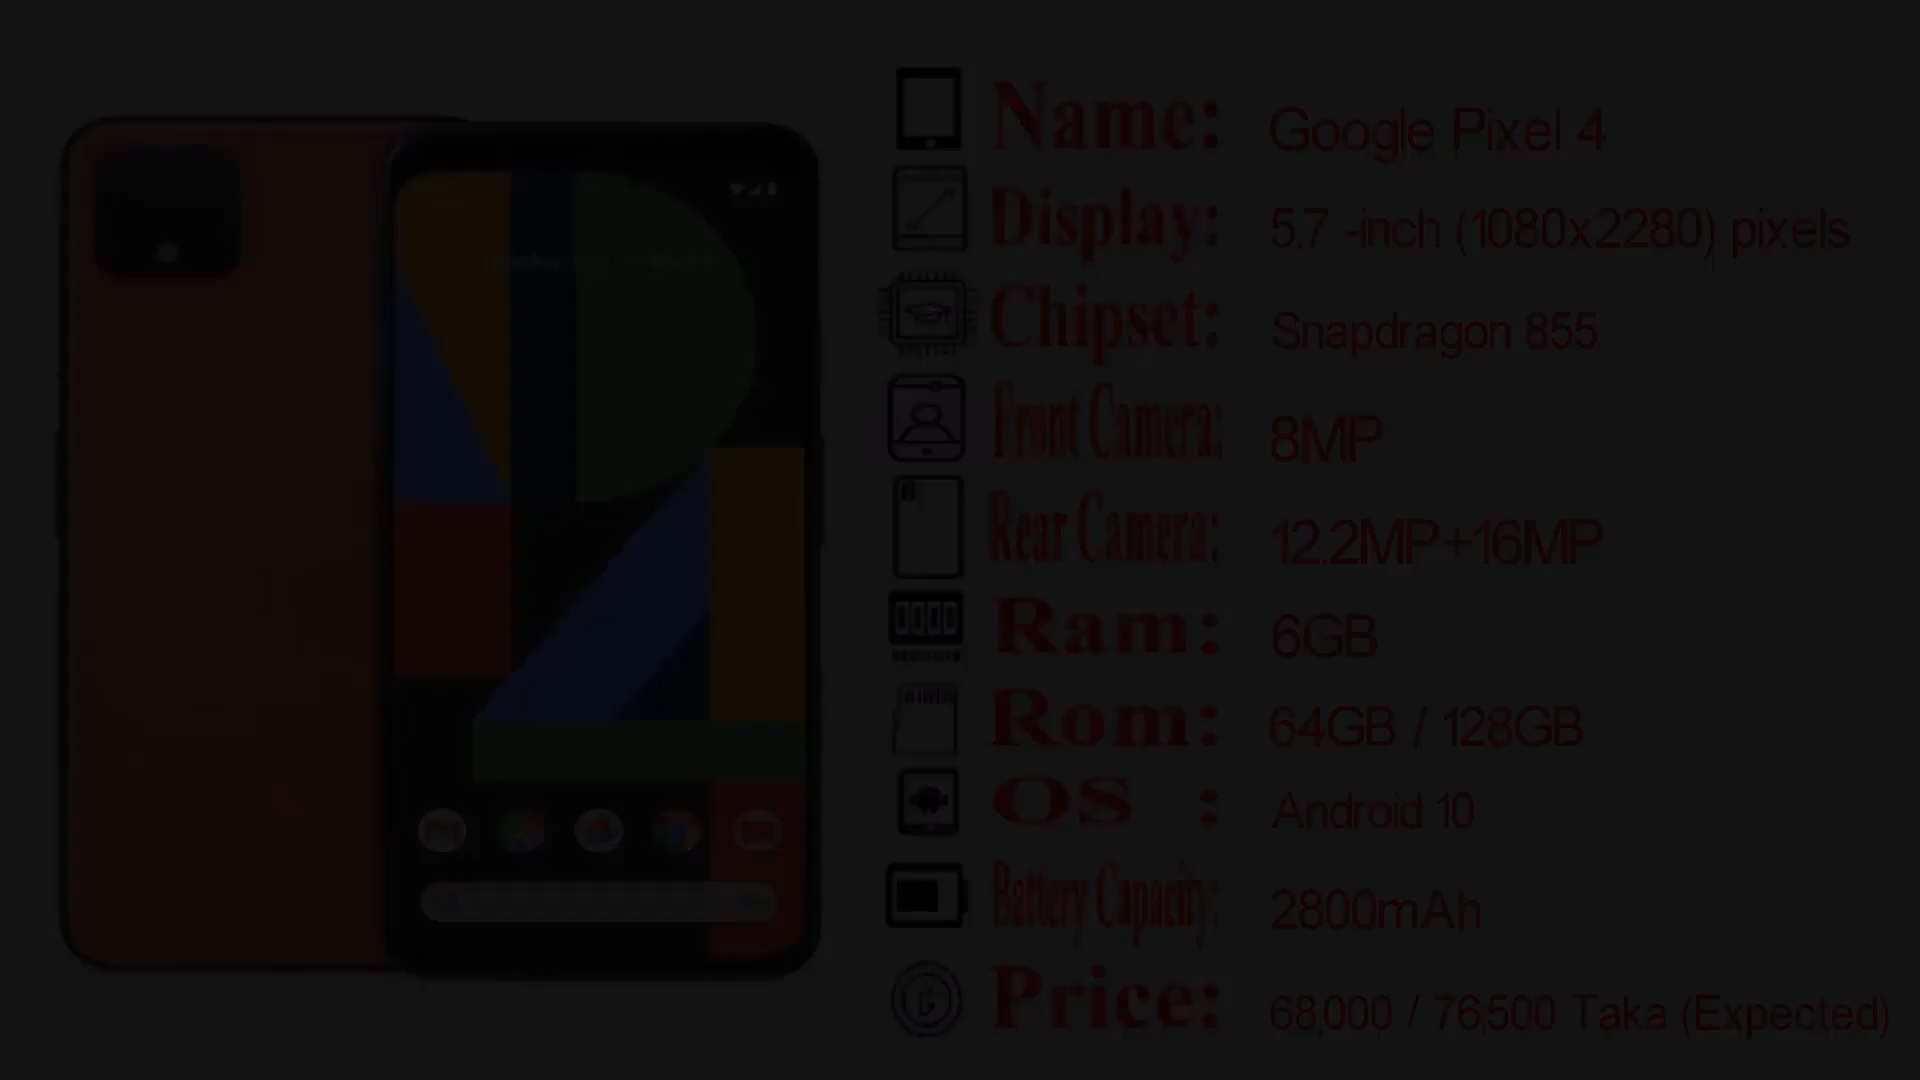 Name: Google Pixel 4
Display: 5.7 -inch (1080x2280) pixels
Chipset: Snapdragon 855
Front Camera: 8MP
Rear Camera: 12.2MP+16MP
Ram: 6GB
Rom: 64GB / 128GB
OS : Android 10
Battery Capacity: 2800mAh
Price: 68,000 / 76,500 Taka (Expected)